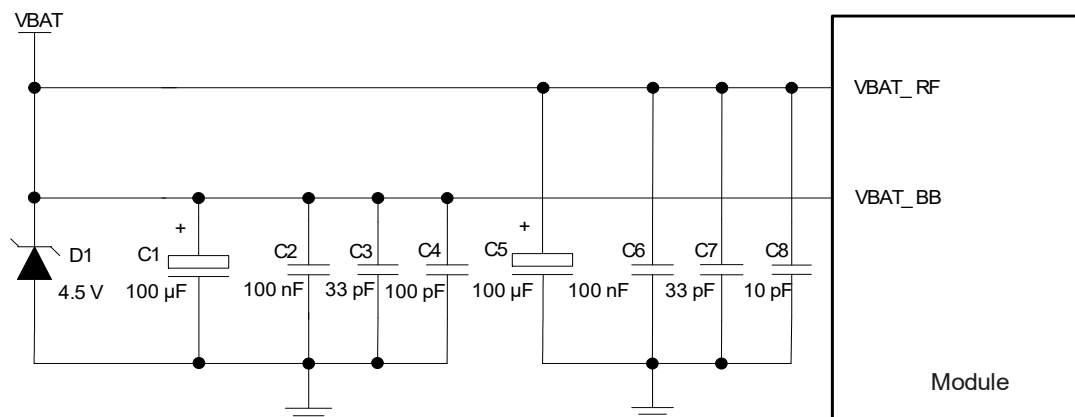 VBAT
VBAT_RF
VBAT_BB
+
+
D1
C1
C2
C3
C4
C5
C6
C7
C8
4.5 V
100 µF
100 nF
33 pF
100 pF
100 µF
100 nF
33 pF
10 pF
Module